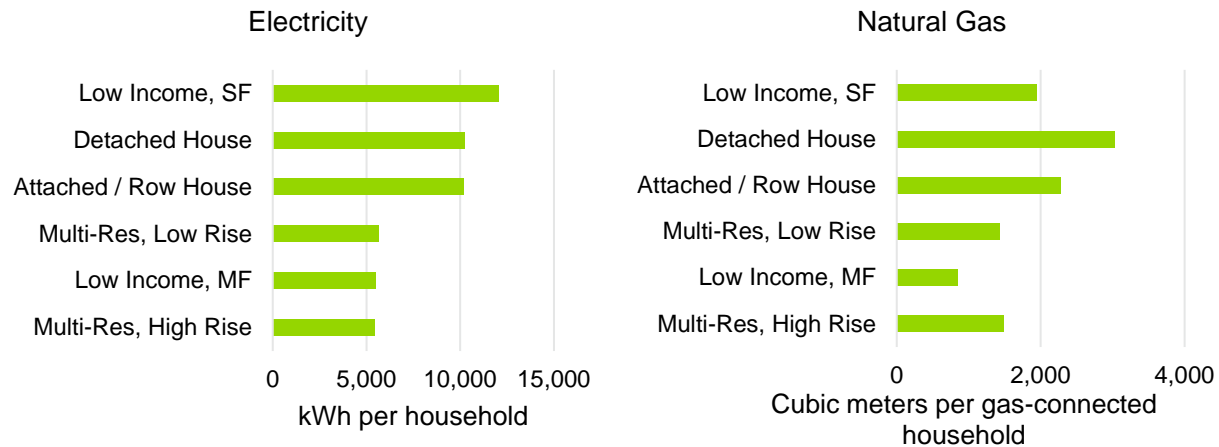 Electricity
Low Income, SF
Detached House
Attached / Row House
Multi-Res, Low Rise
Low Income, MF
Multi-Res, High Rise
0 5,000 10,000 15,000
kWh per household
Natural Gas
Low Income, SF
Detached House
Attached / Row House
Multi-Res, Low Rise
Low Income, MF
Multi-Res, High Rise
0 2,000 4,000
Cubic meters per gas-connected
household